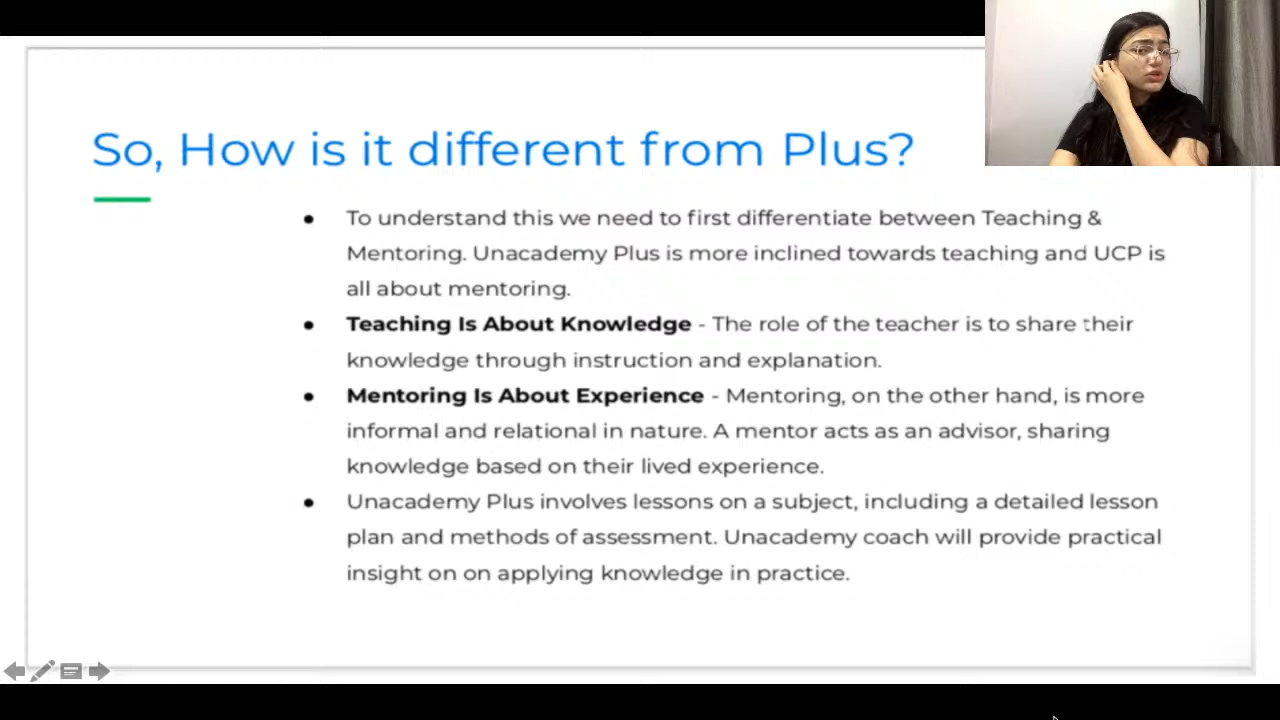 So, How is it different from Plus?
● To understand this we need to first differentiate between Teaching &
Mentoring. Unacademy Plus is more inclined towards teaching and UCP is
all about mentoring.
● Teaching Is About Knowledge - The role of the teacher is to share their
knowledge through instruction and explanation.
● Mentoring Is About Experience - Mentoring, on the other hand, is more
informal and relational in nature. A mentor acts as an advisor, sharing
knowledge based on their lived experience.
● Unacademy Plus involves lessons on a subject, including a detailed lesson
plan and methods of assessment. Unacademy coach will provide practical
insight on on applying knowledge in practice.